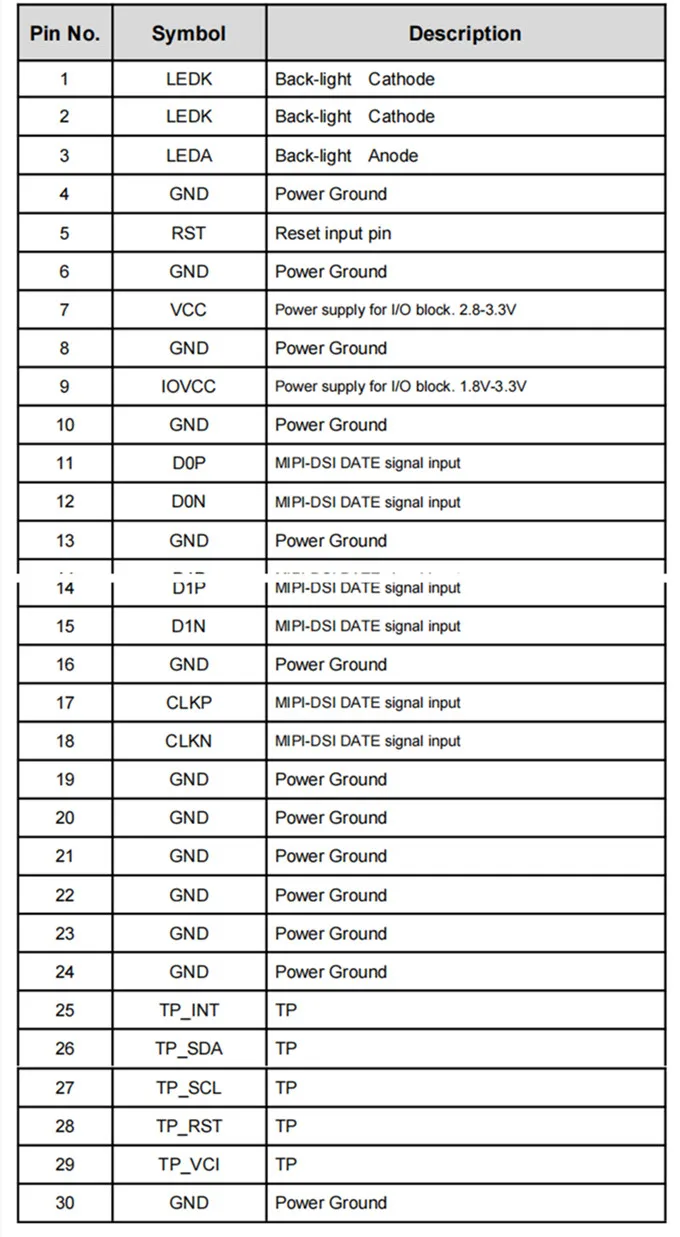 Pin No. Symbol Description
1 LEDK Back-light Cathode
2 LEDK Back-light Cathode
3 LEDA Back-light Anode
4 GND Power Ground
5 RST Reset input pin
6 GND Power Ground
7 VCC Power supply for I/O block. 2.8-3.3V
8 GND Power Ground
9 IOVCC Power supply for I/O block. 1.8V-3.3V
10 GND Power Ground
11 D0P MIPI-DSI DATE signal input
12 D0N MIPI-DSI DATE signal input
13 GND Power Ground
14 D1P MIPI-DSI DATE signal input
15 D1N MIPI-DSI DATE signal input
16 GND Power Ground
17 CLKP MIPI-DSI DATE signal input
18 CLKN MIPI-DSI DATE signal input
19 GND Power Ground
20 GND Power Ground
21 GND Power Ground
22 GND Power Ground
23 GND Power Ground
24 GND Power Ground
25 TP_INT TP
26 TP_SDA TP
27 TP_SCL TP
28 TP_RST TP
29 TP_VCI TP
30 GND Power Ground